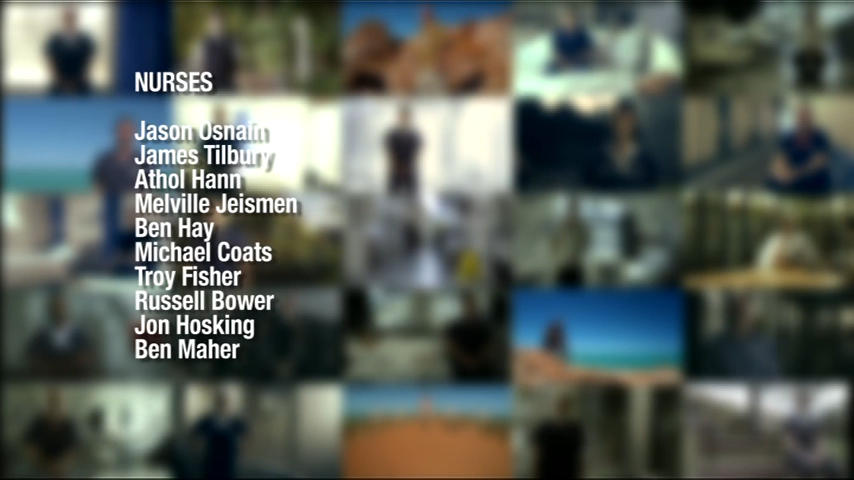 NURSES
Jason Osnain
James Tilbury
Athol Hann
Melville Jeismen
Ben Hay
Michael Coats
Troy Fisher
Russell Bower
Jon Hosking
Ben Maher